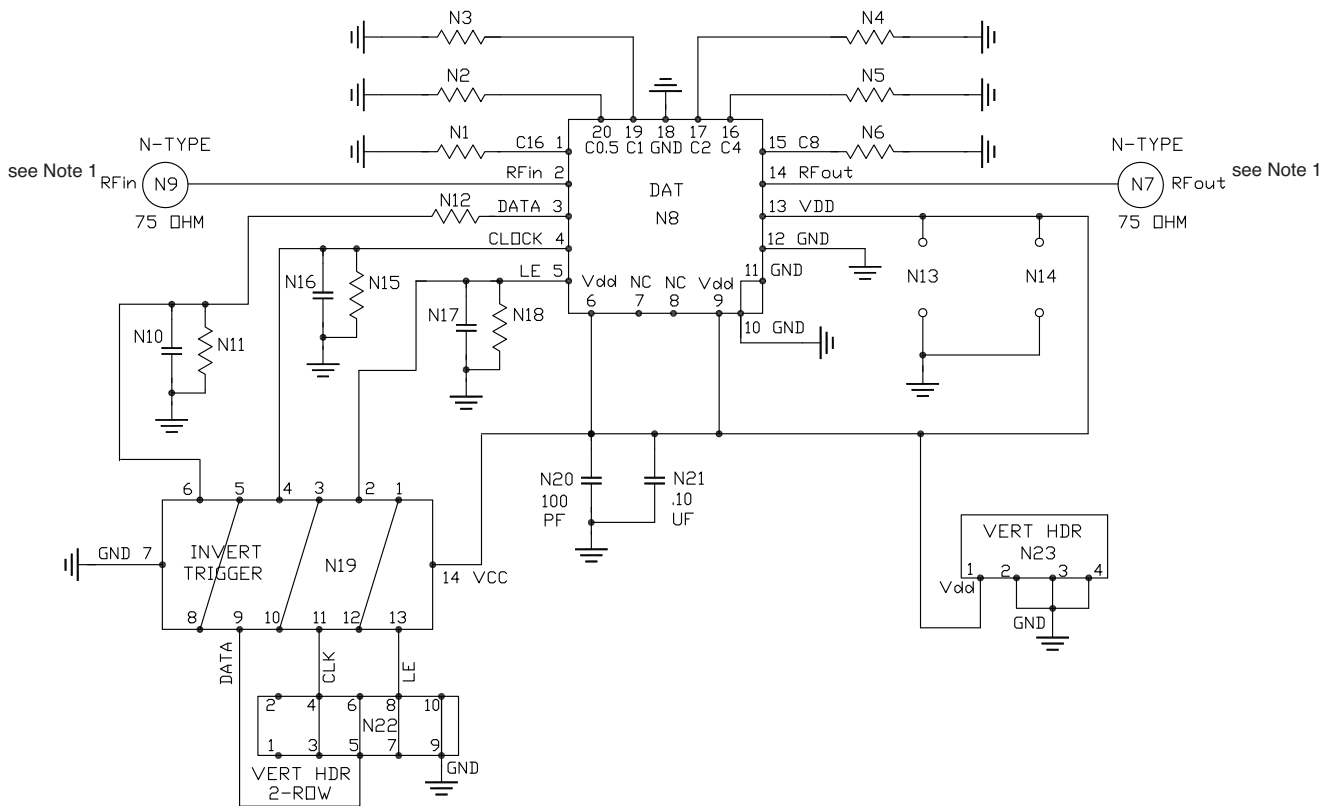 N3
N4
N2
N5
N1
N6
20 19 18 17 16
C0.5 C1 GND C2 C4
C16 1
15 C8
N-TYPE
N-TYPE
see Note 1
RFin
N9
75 OHM
RFin 2
14 RFout
N7
RFout
see Note 1
75 OHM
DAT
N8
N12
DATA 3
13 VDD
CLOCK 4
12 GND
LE 5
11 GND
Vdd NC NC Vdd
6 7 8 9
10 GND
N13
N14
N16
N15
N17
N18
N10
N11
N20
100
PF
N21
.10
UF
6 5 4 3 2 1
GND 7
INVERT
TRIGGER
N19
14 VCC
8 9 10 11 12 13
VERT HDR
N23
1 2 3 4
Vdd
GND
DATA
CLK
LE
2 4 6 8 10
N22
1 3 5 7 9
GND
VERT HDR
2-ROW